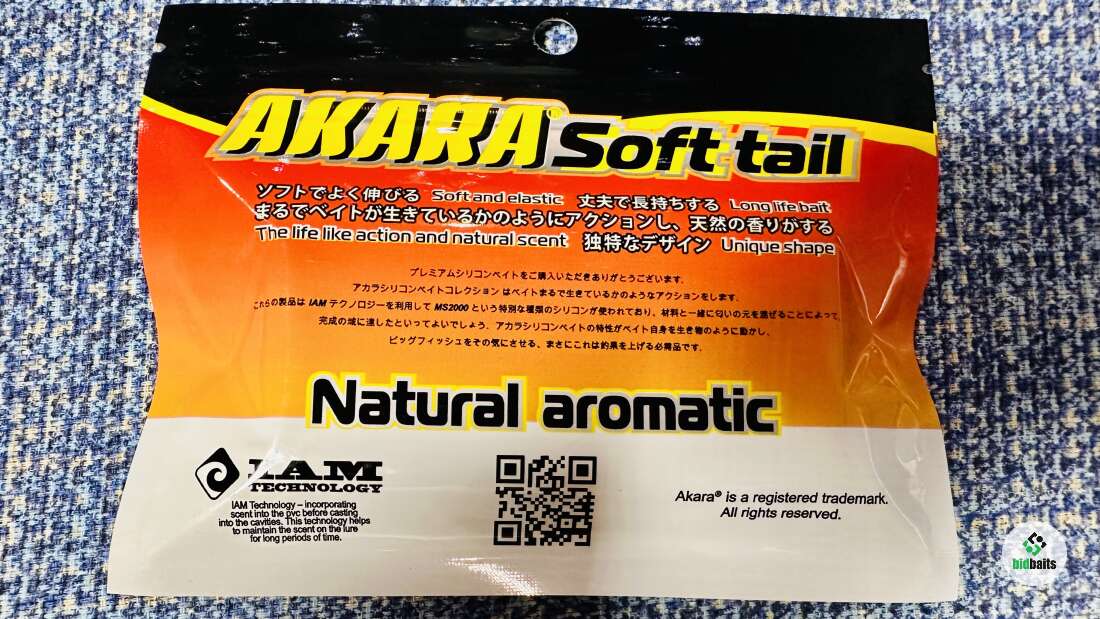 AKARA® Soft tail
ソフトでよく伸びる Soft and elastic 丈夫で長持ちする Long life bait
まるでベイトが生きているかのようにアクションし、天然の香りがする
The life like action and natural scent 独特なデザイン Unique shape
プレミアムシリコンベイトをご購入いただきありがとうございます.
アカラシリコンベイトコレクションはベイトまるで生きているかのようなアクションをします.
これらの製品は IAM テクノロジーを利用して MS2000 という特別な種類のシリコンが使われており、材料と一緒に匂いの元を混ぜることによって
完成の域に達したといってよいでしょう. アカラシリコンベイトの特性がベイト自身を生き物のように動かし、
ビッグフィッシュをその気にさせる、まさにこれは釣果を上げる必需品です.
Natural aromatic
IAM
TECHNOLOGY
IAM Technology – incorporating
scent into the pvc before casting
into the cavities. This technology helps
to maintain the scent on the lure
for long periods of time.
Akara® is a registered trademark.
All rights reserved.
bidbaits